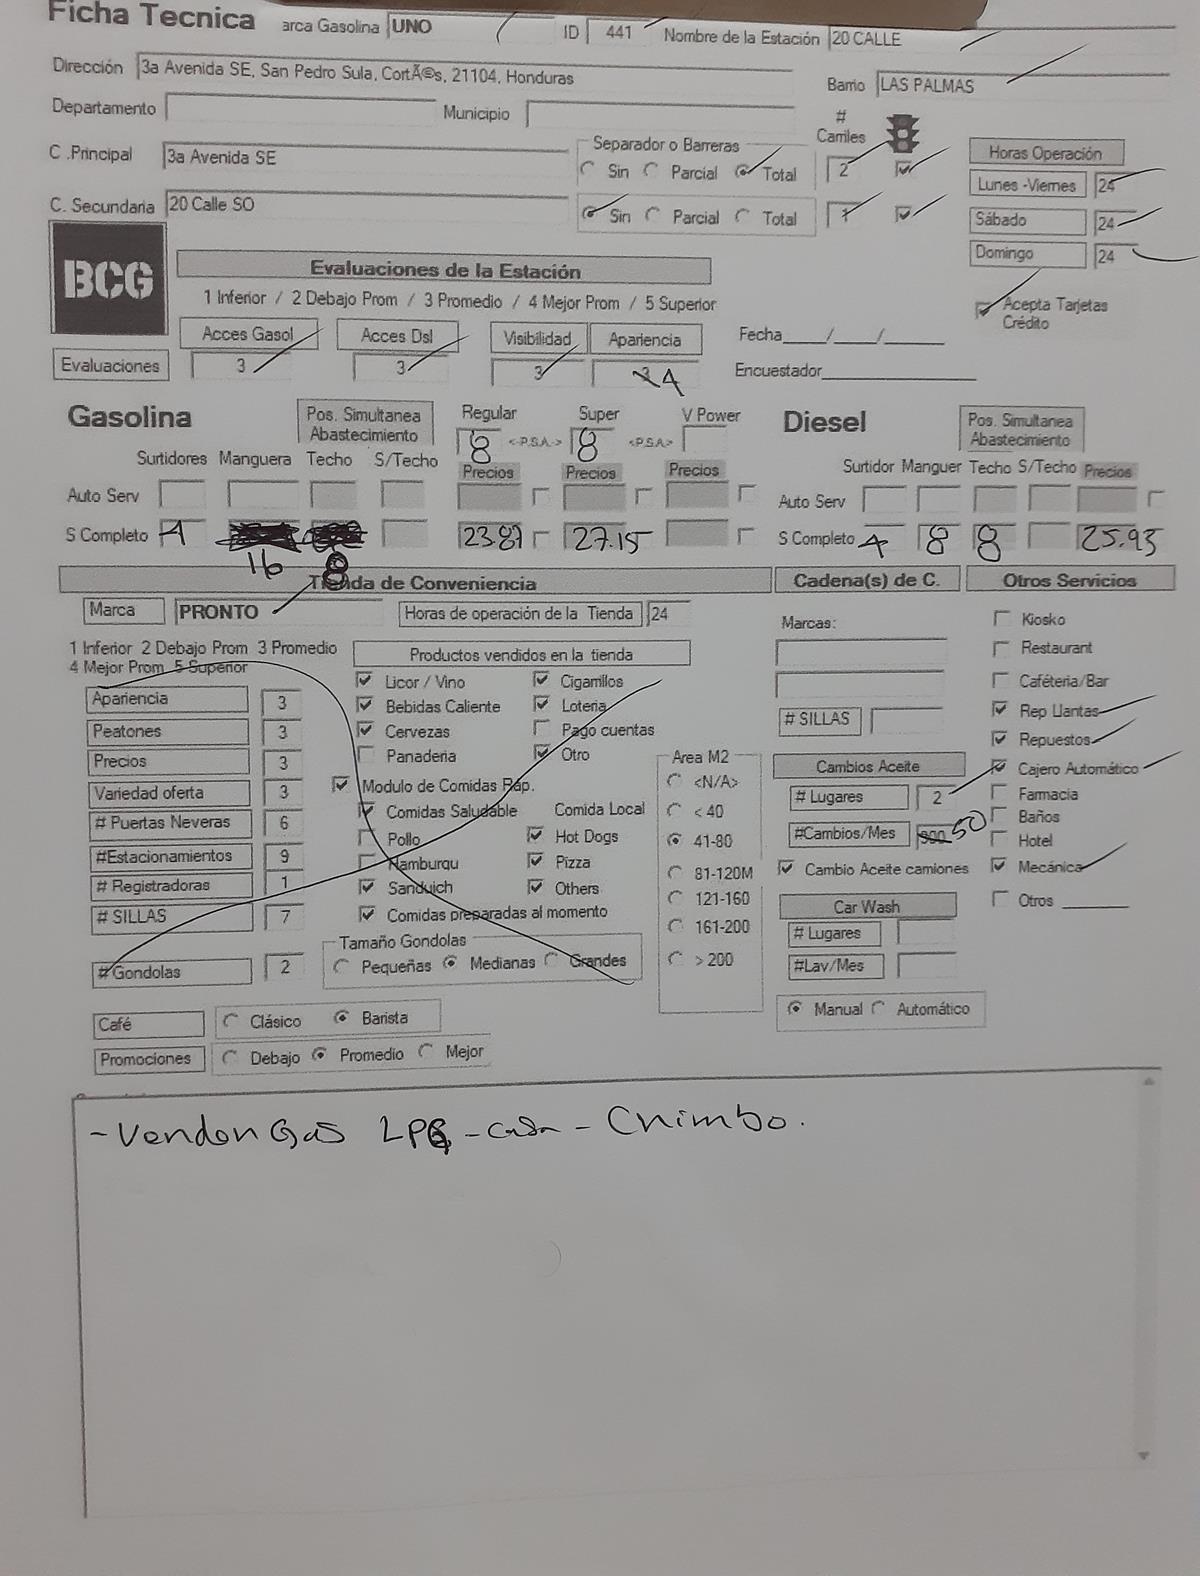 Ficha Tecnica arca Gasolina UNO ID 441 Nombre de la Estación 20 CALLE
Dirección 3a Avenida SE, San Pedro Sula, CortÃ©s, 21104, Honduras Barrio LAS PALMAS
Departamento Municipio
# Carriles
C .Principal 3a Avenida SE Separador o Barreras Sin Parcial Total 2
Horas Operación
Lunes -Viernes 24
C. Secundaria 20 Calle SO Sin Parcial Total 1
Sábado 24
Domingo 24
BCG
Evaluaciones de la Estación
1 Inferior / 2 Debajo Prom / 3 Promedio / 4 Mejor Prom / 5 Superior
Acepta Tarjetas Crédito
Acces Gasol Acces Dsl Visibilidad Apariencia Fecha____/____/______
Evaluaciones 3 3 3 4 Encuestador
Gasolina Pos. Simultanea Abastecimiento Regular Super V Power Diesel Pos. Simultanea Abastecimiento
8 <-P.S.A.-> 8 <P.S.A.>
Surtidores Manguera Techo S/Techo Precios Precios Precios Surtidor Manguer Techo S/Techo Precios
Auto Serv Auto Serv
S Completo 4 23.87 27.15 S Completo 4 8 8 25.93
16 8
Tienda de Conveniencia Cadena(s) de C. Otros Servicios
Marca PRONTO Horas de operación de la Tienda 24 Marcas: Kiosko
1 Inferior 2 Debajo Prom 3 Promedio Productos vendidos en la tienda Restaurant
4 Mejor Prom 5 Superior
Apariencia 3 Licor / Vino Cigarrillos Caféteria/Bar
Peatones 3 Bebidas Caliente Loteria # SILLAS Rep Llantas
Cervezas Pago cuentas Repuestos
Precios 3 Panaderia Otro Area M2 Cambios Aceite Cajero Automático
Variedad oferta 3 Modulo de Comidas Ráp. <N/A> # Lugares 2 Farmacia
# Puertas Neveras 6 Comidas Saludable Comida Local < 40 Baños
Pollo Hot Dogs 41-80 #Cambios/Mes 50 Hotel
#Estacionamientos 9 Hamburqu Pizza 81-120M Cambio Aceite camiones Mecánica
# Registradoras 1 Sanduich Others 121-160 Car Wash Otros
# SILLAS 7 Comidas preparadas al momento 161-200 # Lugares
Tamaño Gondolas
#Gondolas 2 Pequeñas Medianas Grandes > 200 #Lav/Mes
Café Clásico Barista Manual Automático
Promociones Debajo Promedio Mejor
- Venden Gas LPG - casa - Chimbo.